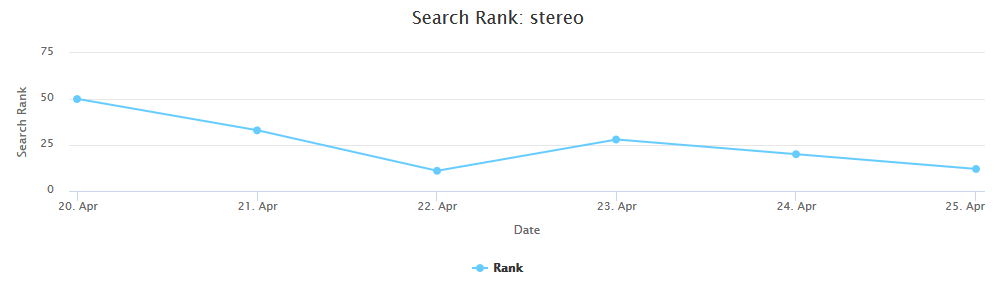 Search Rank: stereo
75
50
25
0
Search Rank
20. Apr 21. Apr 22. Apr 23. Apr 24. Apr 25. Apr
Date
Rank